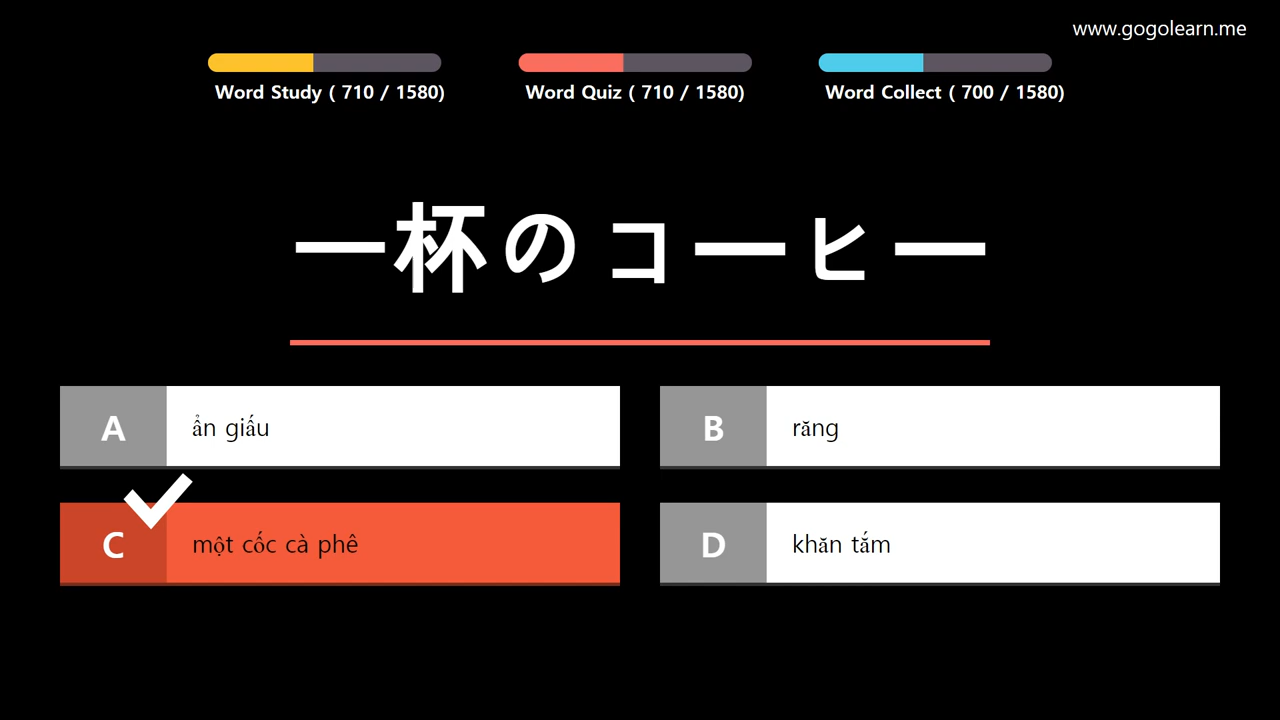 www.gogolearn.me
Word Study ( 710 / 1580)
Word Quiz ( 710 / 1580)
Word Collect ( 700 / 1580)
一杯のコーヒー
A
ẩn giấu
B
răng
C
một cốc cà phê
D
khăn tắm